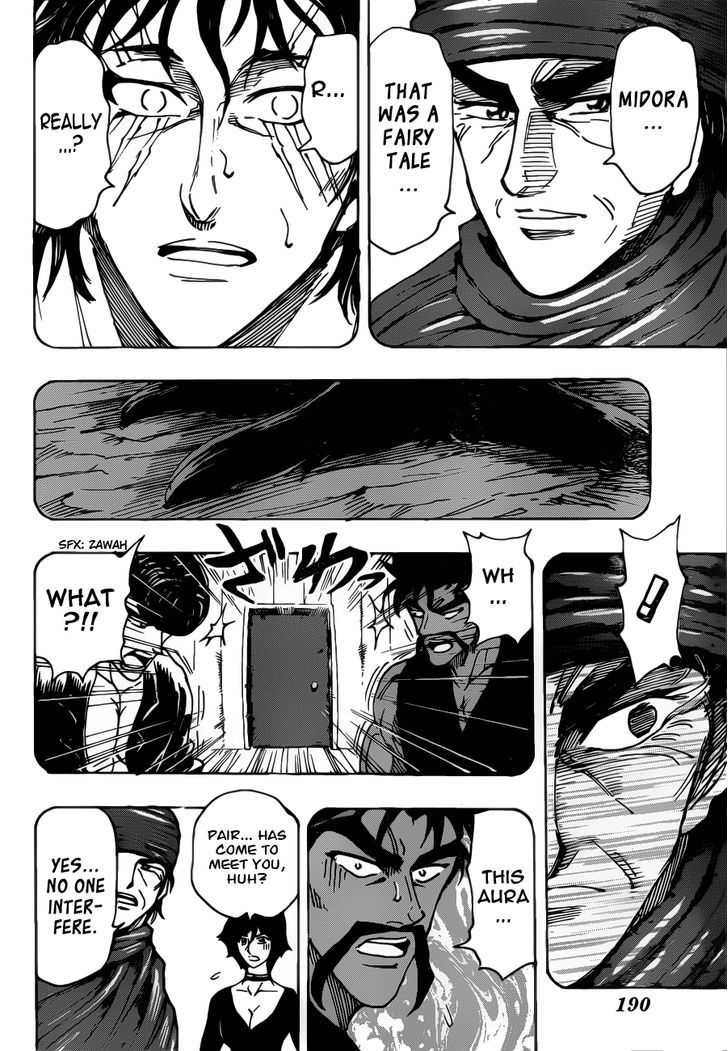 MIDORA
...
THAT
WAS A
FAIRY
TALE
...
R...
REALLY
...?
!
WH
...
ざわっ
SFX: ZAWAH
WHAT
?!!
THIS
AURA
...
PAIR... HAS
COME TO
MEET YOU,
HUH?
YES...
NO ONE
INTER-
FERE.
190